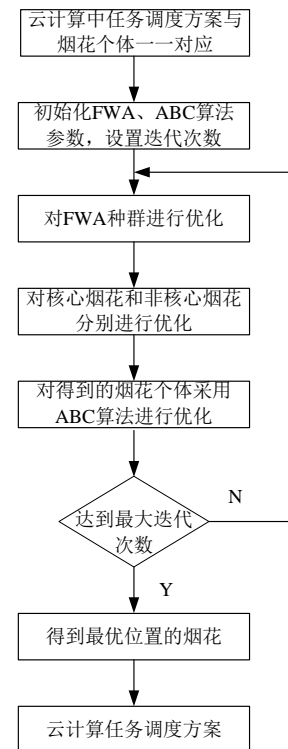 云计算中任务调度方案与
烟花个体一一对应
初始化FWA、ABC算法
参数，设置迭代次数
对FWA种群进行优化
对核心烟花和非核心烟花
分别进行优化
对得到的烟花个体采用
ABC算法进行优化
达到最大迭代
次数
N
Y
得到最优位置的烟花
云计算任务调度方案